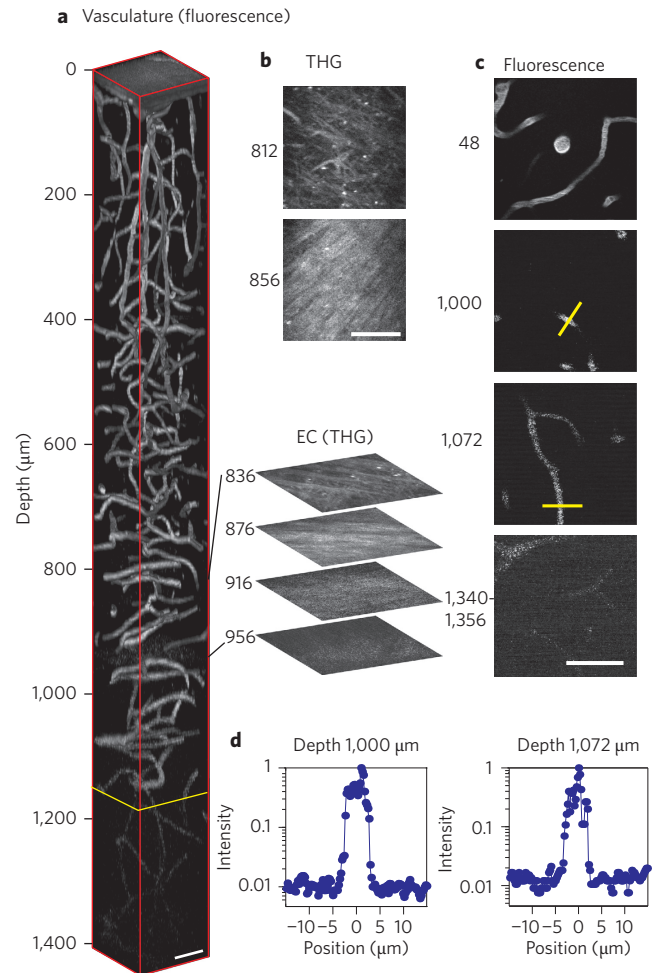 a Vasculature (fluorescence)
Depth (μm)
0
200
400
600
800
1,000
1,200
1,400
b THG
812
856
EC (THG)
836
876
916
956
c Fluorescence
48
1,000
1,072
1,340–
1,356
d Depth 1,000 μm
Intensity
1
0.1
0.01
−10 −5 0 5 10
Position (μm)
Depth 1,072 μm
Intensity
1
0.1
0.01
−10 −5 0 5 10
Position (μm)